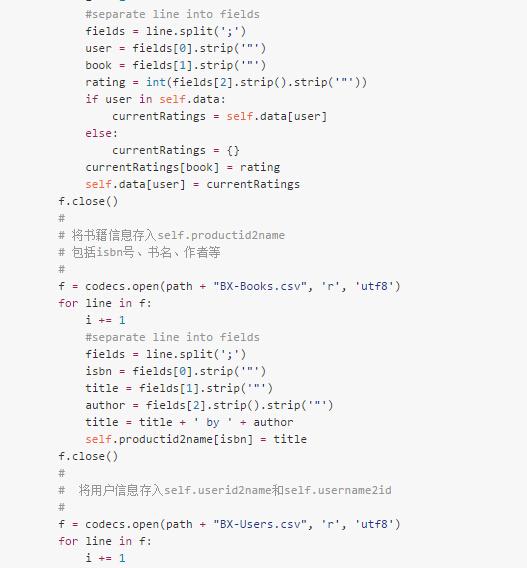 #separate line into fields
fields = line.split(';')
user = fields[0].strip('"')
book = fields[1].strip('"')
rating = int(fields[2].strip().strip('"'))
if user in self.data:
currentRatings = self.data[user]
else:
currentRatings = {}
currentRatings[book] = rating
self.data[user] = currentRatings
f.close()
#
# 将书籍信息存入self.productid2name
# 包括isbn号、书名、作者等
#
f = codecs.open(path + "BX-Books.csv", 'r', 'utf8')
for line in f:
i += 1
#separate line into fields
fields = line.split(';')
isbn = fields[0].strip('"')
title = fields[1].strip('"')
author = fields[2].strip().strip('"')
title = title + ' by ' + author
self.productid2name[isbn] = title
f.close()
#
#  将用户信息存入self.userid2name和self.username2id
#
f = codecs.open(path + "BX-Users.csv", 'r', 'utf8')
for line in f:
i += 1